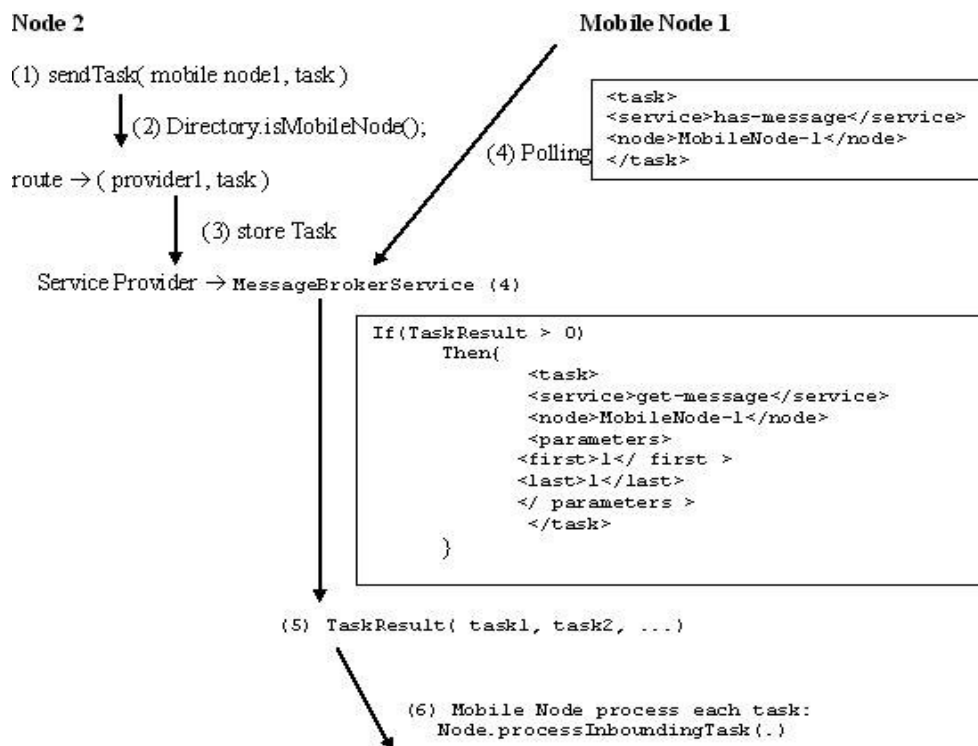 Node 2
Mobile Node 1
(1) sendTask( mobile node1, task )
(2) Directory.isMobileNode();
route → ( provider1, task )
(3) store Task
(4) Polling
<task>
<service>has-message</service>
<node>MobileNode-1</node>
</task>
Service Provider → MessageBrokerService (4)
If(TaskResult > 0)
Then{
<task>
<service>get-message</service>
<node>MobileNode-1</node>
<parameters>
<first>1</ first >
<last>1</last>
</ parameters >
</task>
}
(5) TaskResult( task1, task2, ...)
(6) Mobile Node process each task:
Node.processInboundingTask(.)